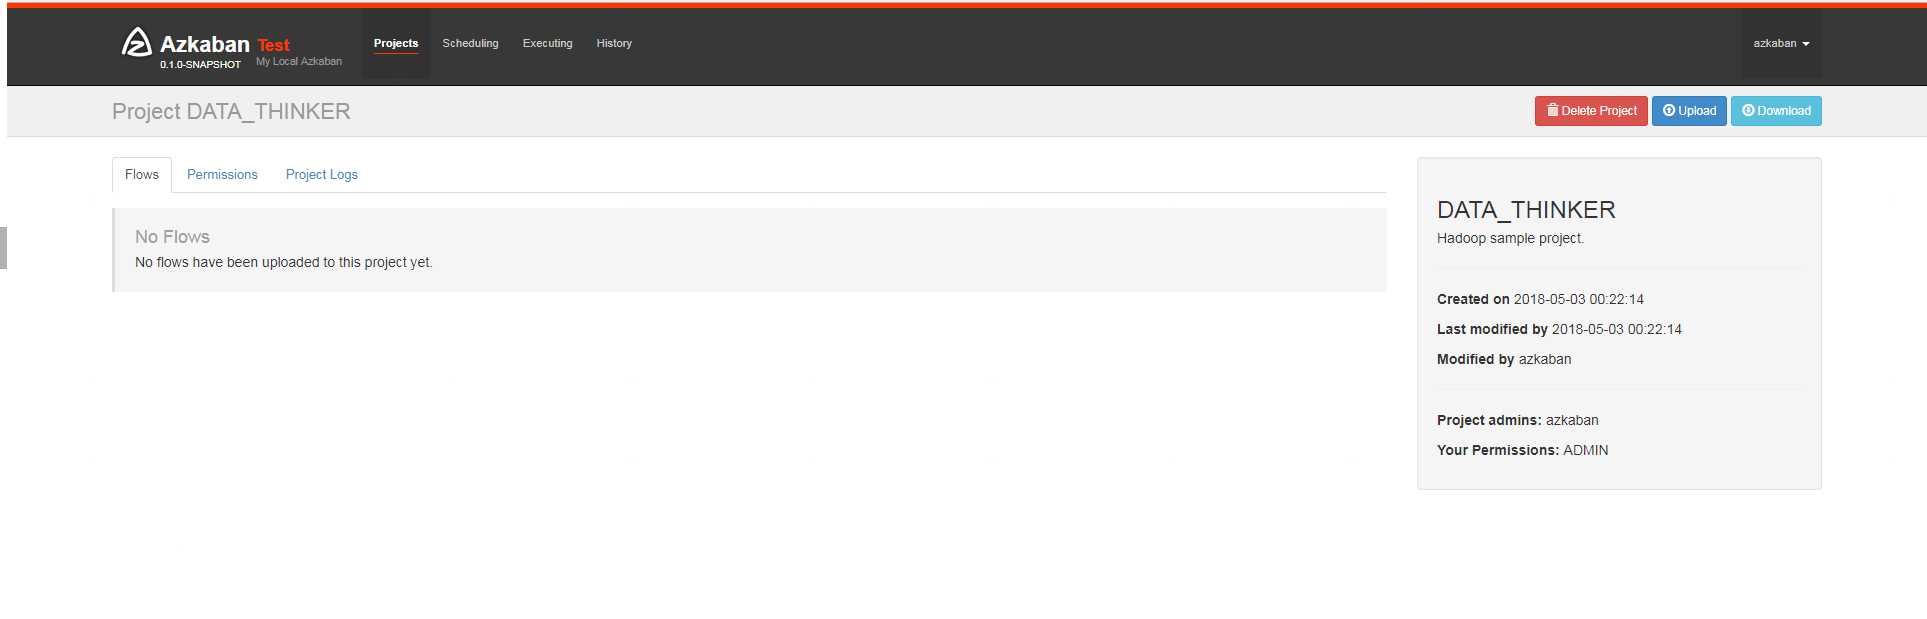 Azkaban Test
0.1.0-SNAPSHOT My Local Azkaban
Projects Scheduling Executing History
azkaban
Project DATA_THINKER
Delete Project Upload Download
Flows Permissions Project Logs
No Flows
No flows have been uploaded to this project yet.
DATA_THINKER
Hadoop sample project.
Created on 2018-05-03 00:22:14
Last modified by 2018-05-03 00:22:14
Modified by azkaban
Project admins: azkaban
Your Permissions: ADMIN